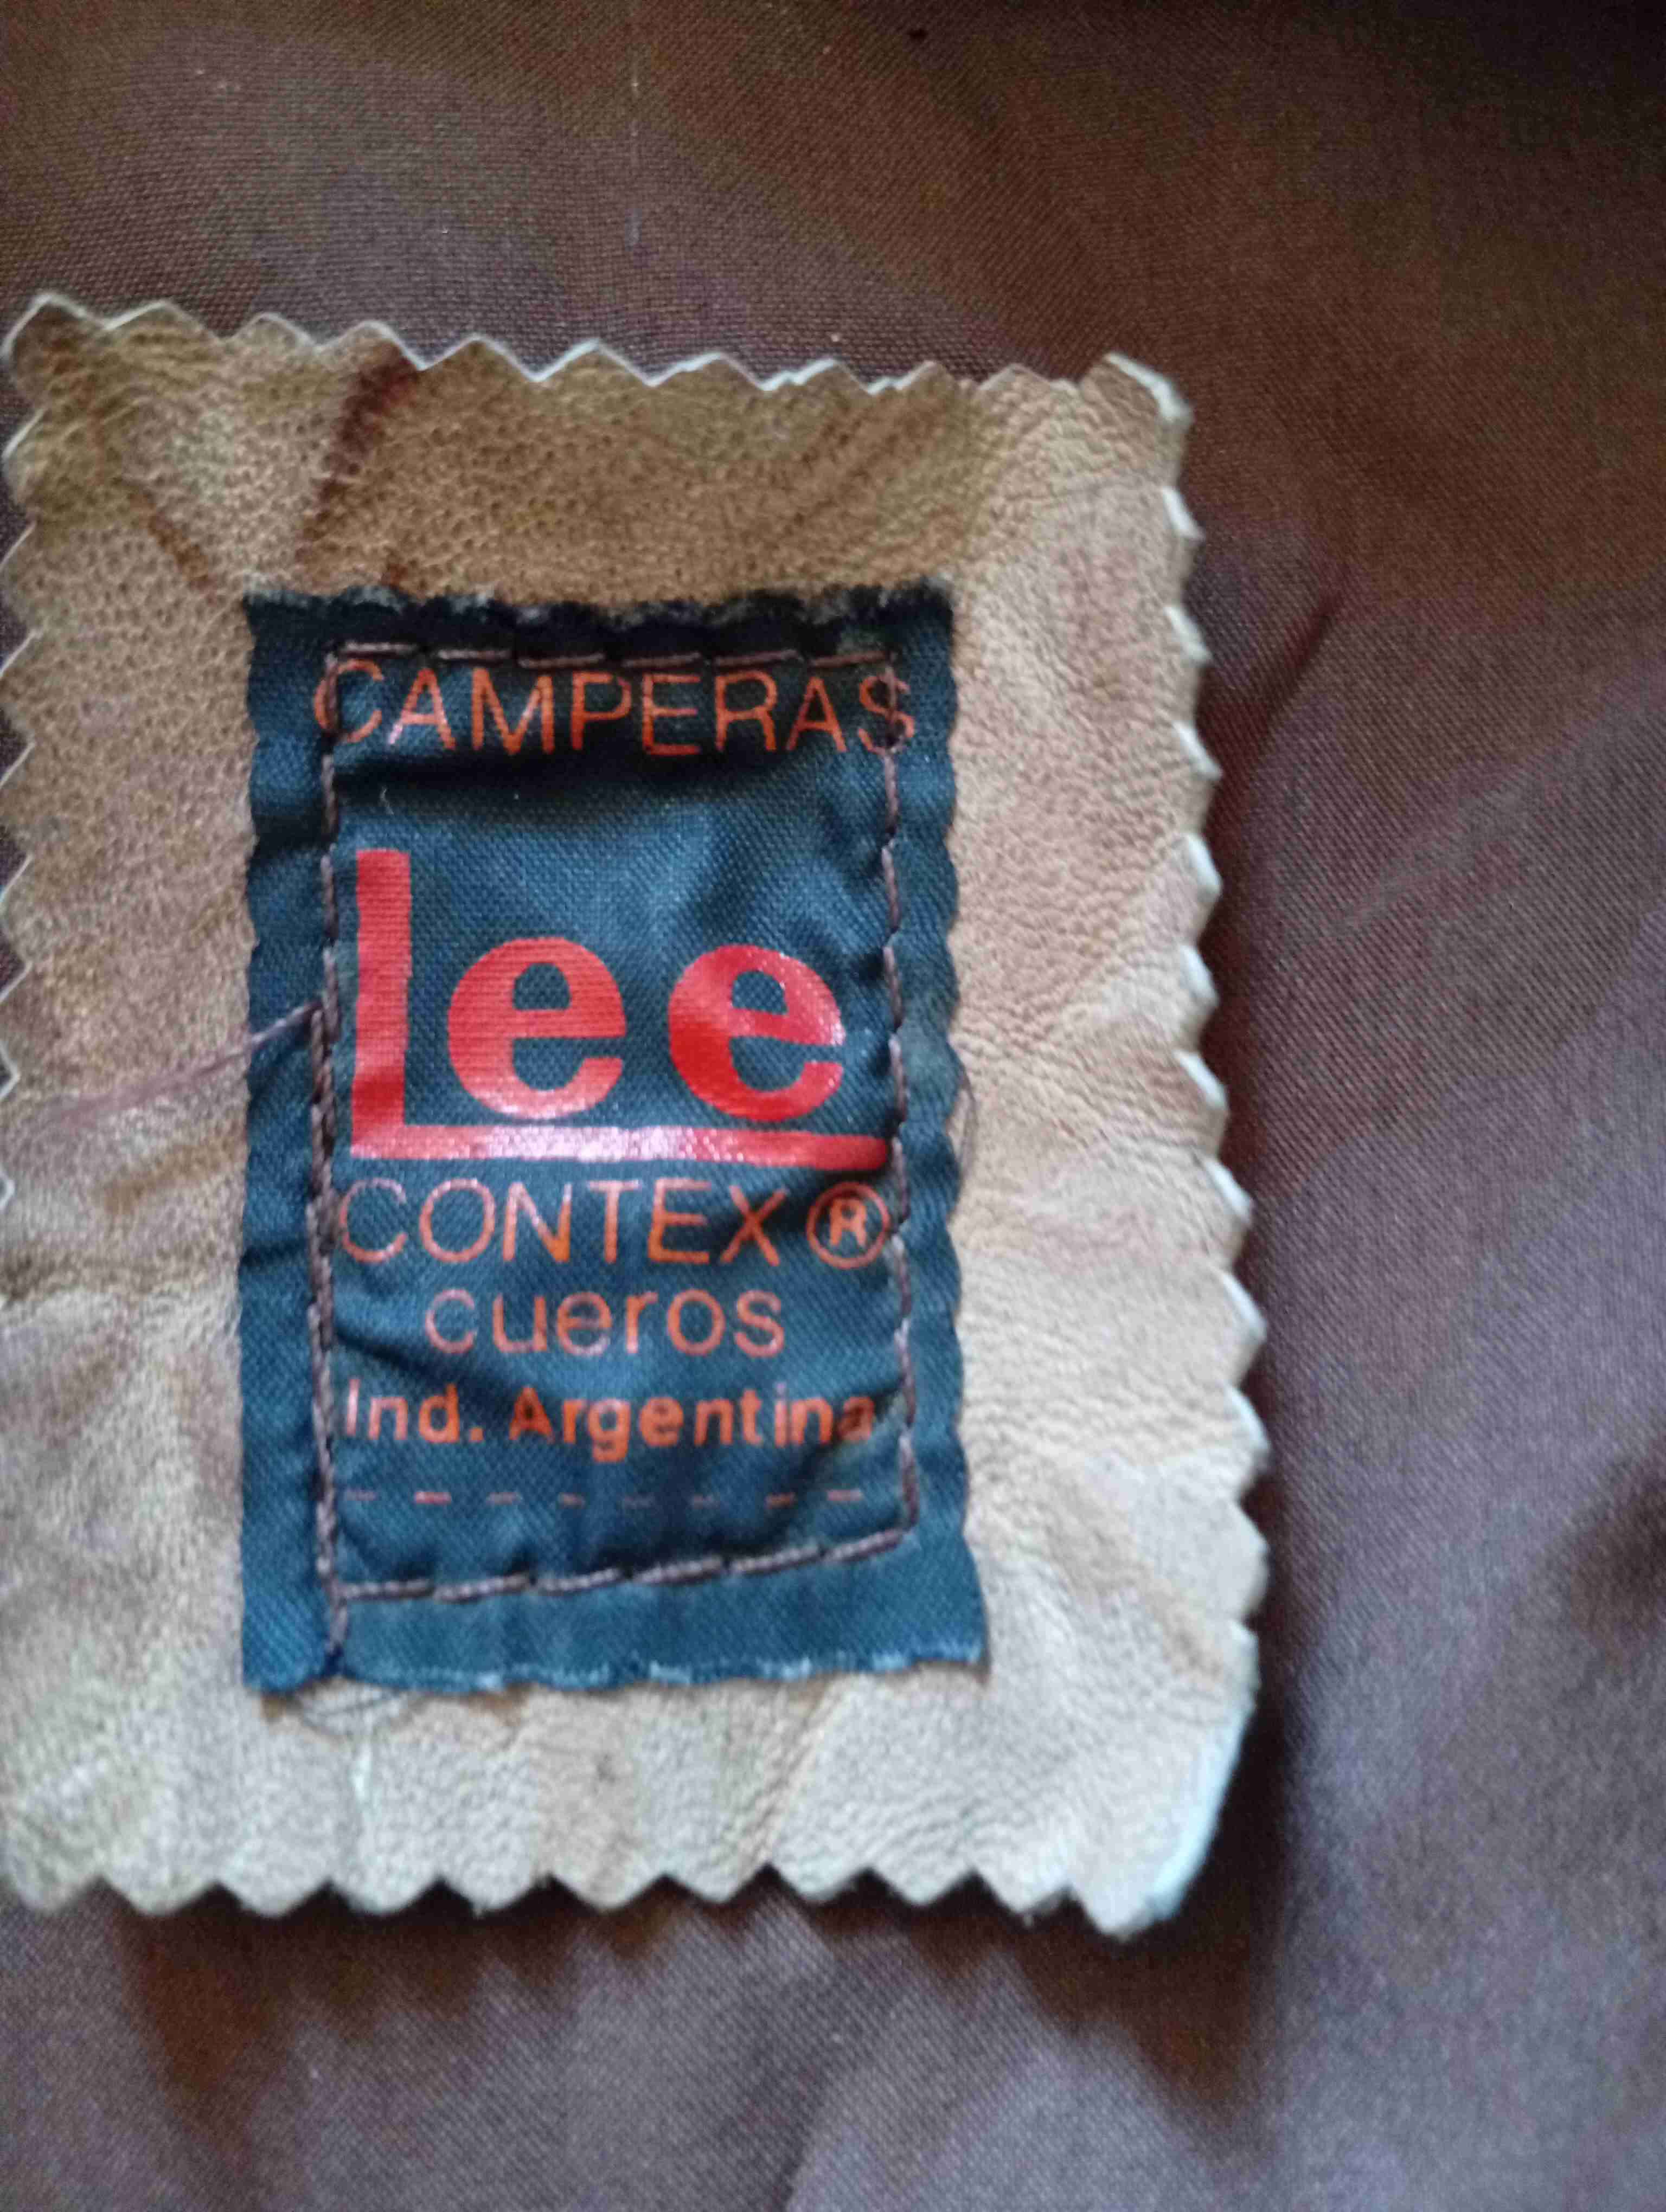 CAMPERAS
lee
CONTEX ®
cueros
Ind. Argentina